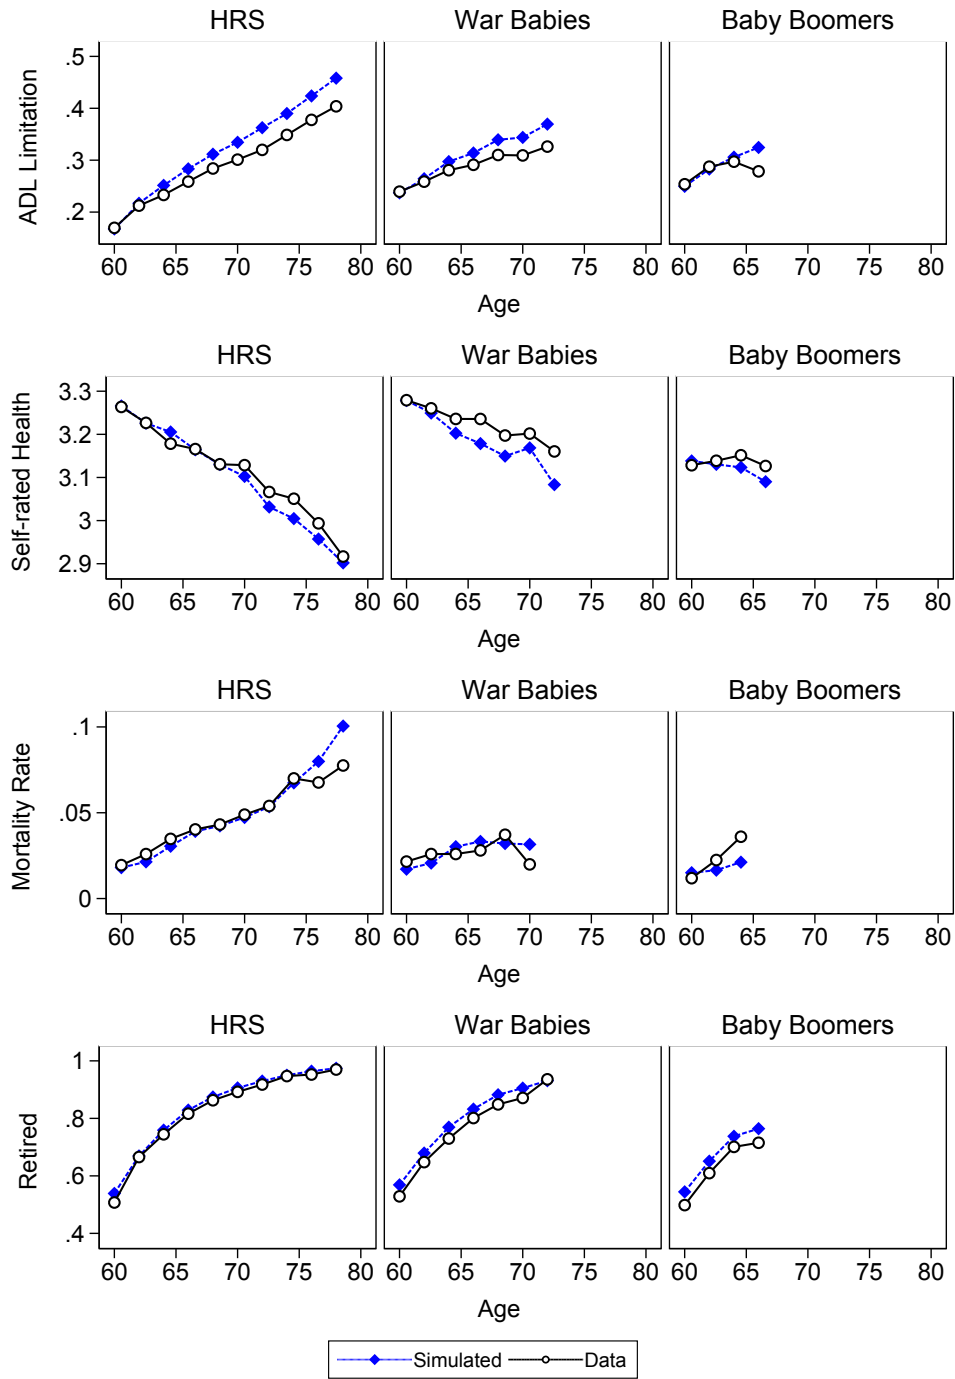 HRS War Babies Baby Boomers
ADL Limitation
.5
.4
.3
.2
60 65 70 75 80 60 65 70 75 80 60 65 70 75 80
Age
HRS War Babies Baby Boomers
Self-rated Health
3.3
3.2
3.1
3
2.9
60 65 70 75 80 60 65 70 75 80 60 65 70 75 80
Age
HRS War Babies Baby Boomers
Mortality Rate
.1
.05
0
60 65 70 75 80 60 65 70 75 80 60 65 70 75 80
Age
HRS War Babies Baby Boomers
Retired
1
.8
.6
.4
60 65 70 75 80 60 65 70 75 80 60 65 70 75 80
Age
Simulated Data